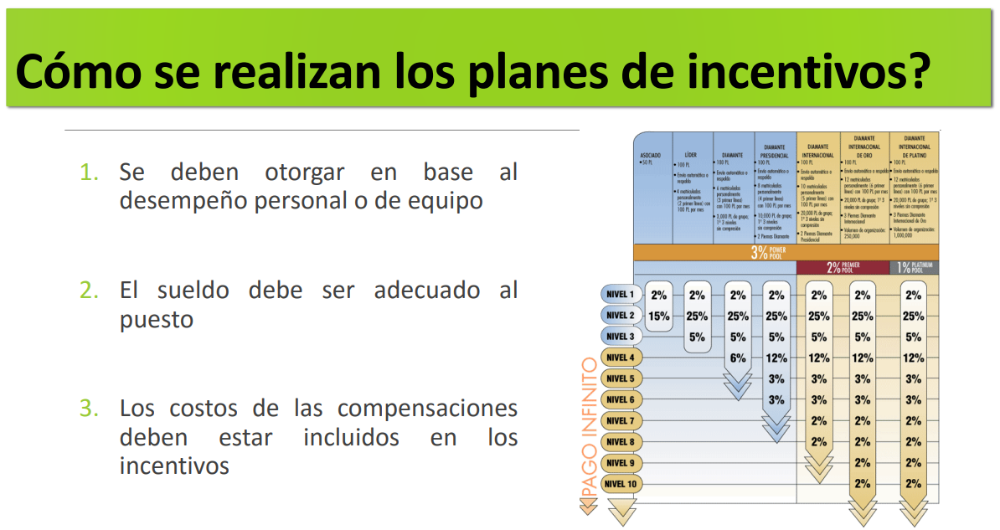 Cómo se realizan los planes de incentivos?
1. Se deben otorgar en base al
desempeño personal o de equipo
2. El sueldo debe ser adecuado al
puesto
3. Los costos de las compensaciones
deben estar incluidos en los
incentivos
ASOCIADO
• 50 PL
LÍDER
• 100 PL
• Envío automático o
respaldo
• 4 matriculados
personalmente
(2 primer línea) con
100 PL por mes
DIAMANTE
• 100 PL
• Envío automático o
respaldo
• 6 matriculados
personalmente
(3 primer línea) con
100 PL por mes
• 3,000 PL de grupo;
1ª 3 niveles sin
compresión
DIAMANTE
PRESIDENCIAL
• 100 PL
• Envío automático o
respaldo
• 8 matriculados
personalmente
(4 primer línea) con
100 PL por mes
• 10,000 PL de grupo;
1ª 3 niveles
sin compresión
• 2 Piernas Diamante
DIAMANTE
INTERNACIONAL
• 100 PL
• Envío automático o
respaldo
• 10 matriculados
personalmente
(5 primer línea) con
100 PL por mes
• 20,000 PL de grupo;
1ª 3 niveles sin
compresión
• 2 Piernas Diamante
Presidencial
DIAMANTE
INTERNACIONAL
DE ORO
• 100 PL
• Envío automático o respaldo
• 12 matriculados
personalmente (6 primer
línea) con 100 PL por mes
• 20,000 PL de grupo; 1ª 3
niveles sin compresión
• 3 Piernas Diamante
Internacional
• Volumen de organización:
250,000
DIAMANTE
INTERNACIONAL
DE PLATINO
• 100 PL
• Envío automático o respaldo
• 12 matriculados
personalmente (6 primer
línea) con 100 PL por mes
• 20,000 PL de grupo; 1ª 3
niveles sin compresión
• 3 Piernas Diamante
Internacional de Oro
• Volumen de organización:
1,000,000
3% POWER POOL
2% PREMIER POOL
1% PLATINUM POOL
NIVEL 1 2% 2% 2% 2% 2% 2% 2%
NIVEL 2 15% 25% 25% 25% 25% 25% 25%
NIVEL 3 5% 5% 5% 5% 5% 5%
NIVEL 4 6% 12% 12% 12% 12%
NIVEL 5 3% 3% 3% 3%
NIVEL 6 3% 3% 3% 3%
NIVEL 7 2% 2% 2%
NIVEL 8 2% 2% 2%
NIVEL 9 2% 2%
NIVEL 10 2% 2%
PAGO INFINITO